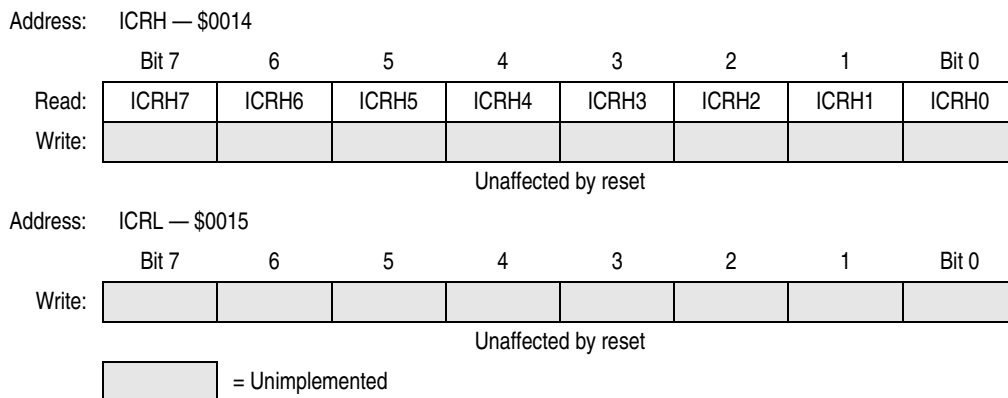 Address: ICRH — $0014
Bit 7 6 5 4 3 2 1 Bit 0
Read: ICRH7 ICRH6 ICRH5 ICRH4 ICRH3 ICRH2 ICRH1 ICRH0
Write:
Unaffected by reset
Address: ICRL — $0015
Bit 7 6 5 4 3 2 1 Bit 0
Write:
Unaffected by reset
= Unimplemented